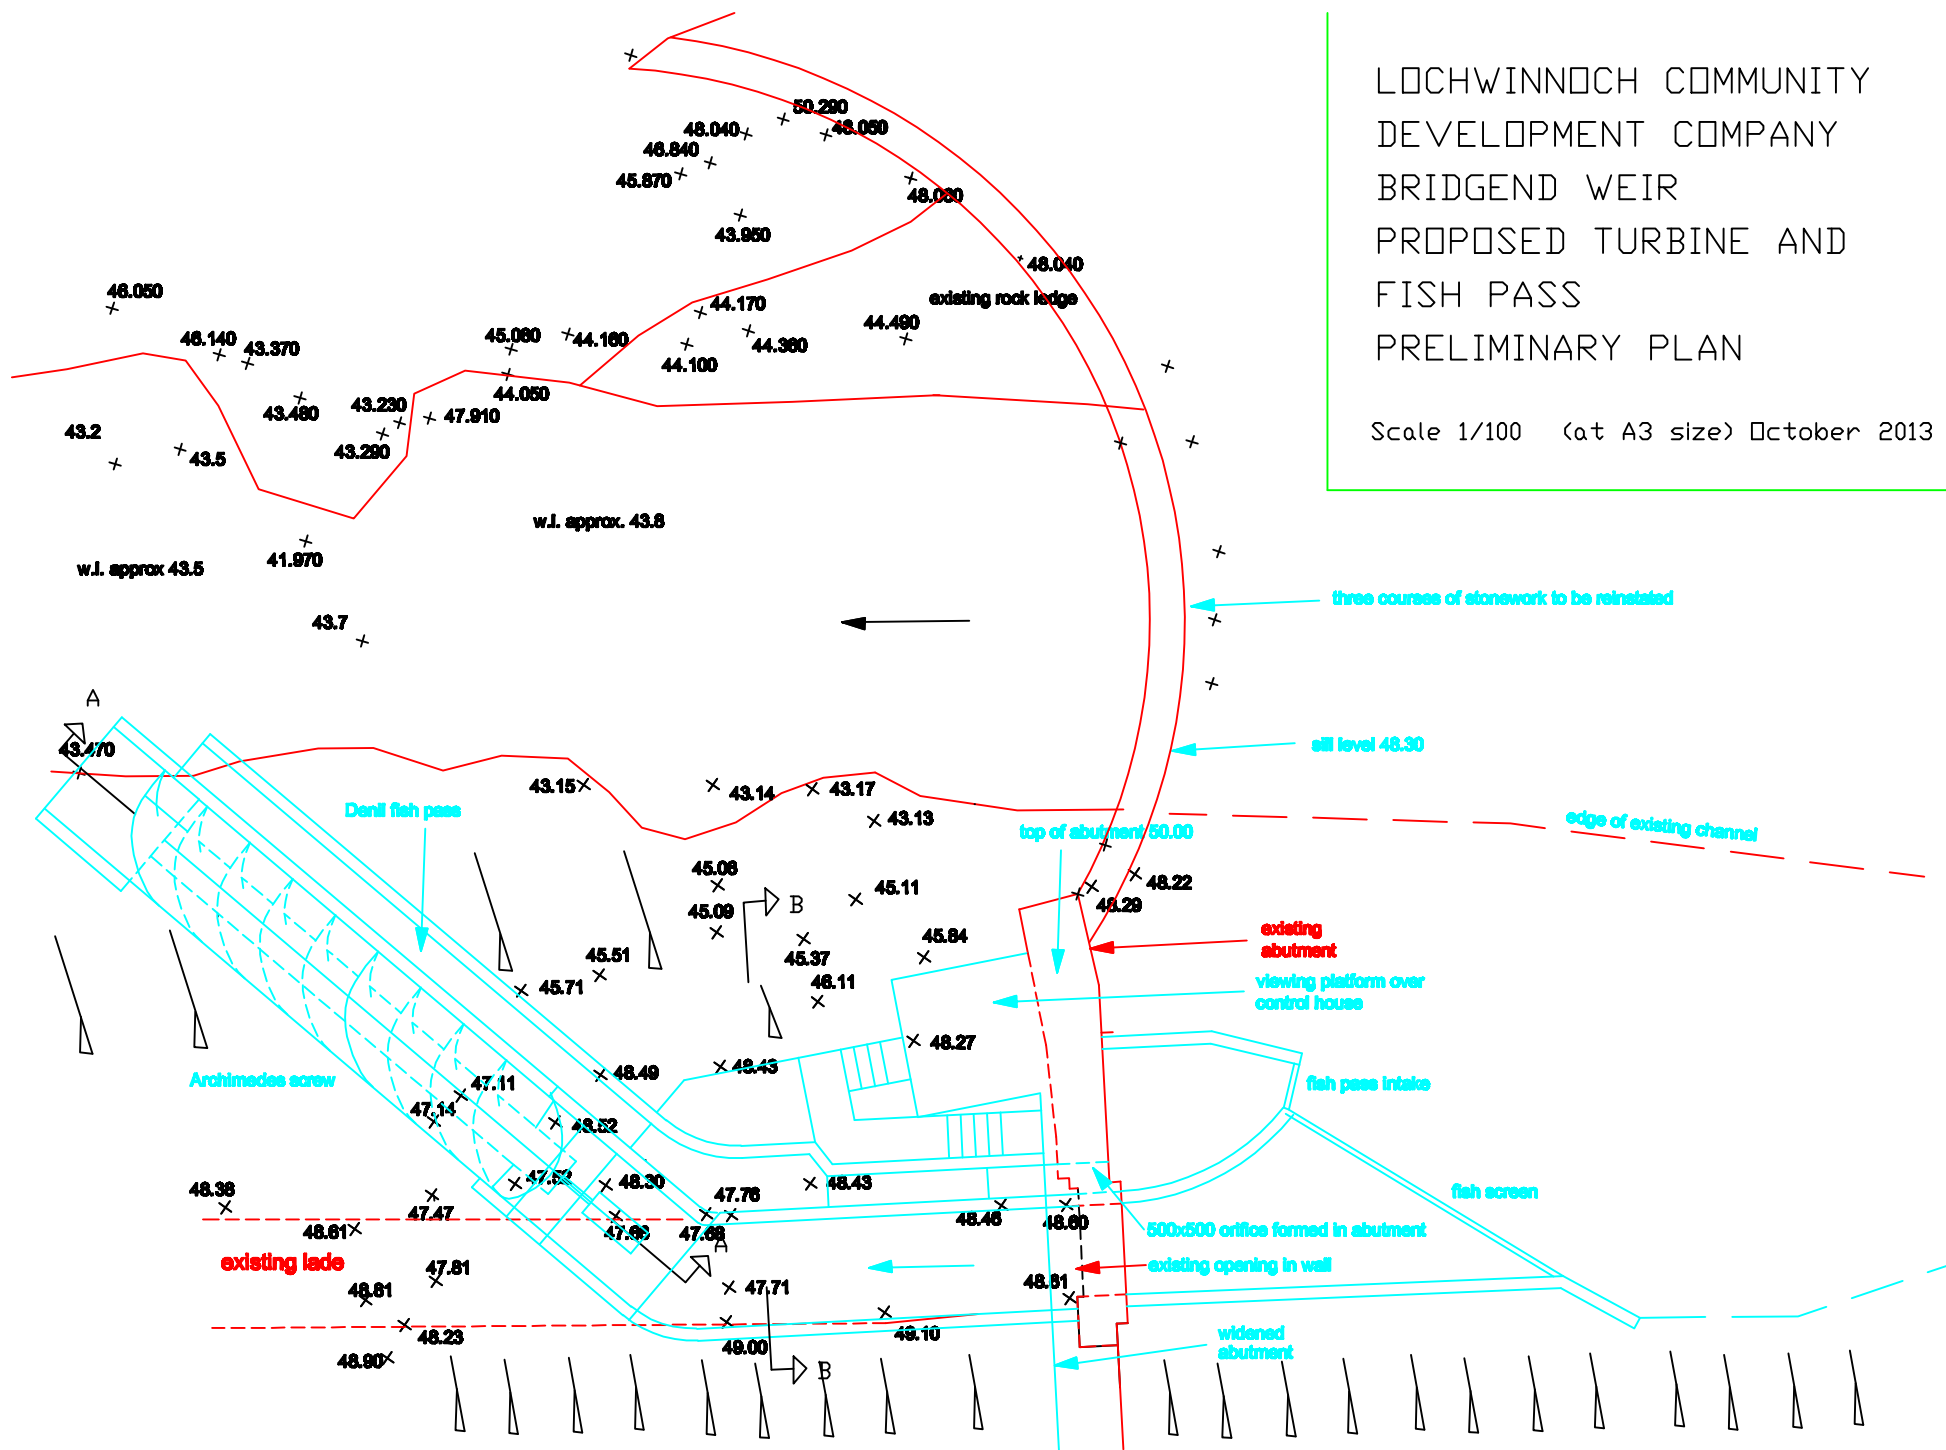 LOCHWINNOCH COMMUNITY
DEVELOPMENT COMPANY
BRIDGEND WEIR
PROPOSED TURBINE AND
FISH PASS
PRELIMINARY PLAN
Scale 1/100 (at A3 size) October 2013
50.290
48.040
48.050
46.840
45.870
48.030
43.950
48.040
existing rock ledge
46.050
44.170
44.490
46.140
43.370
45.060
44.160
44.360
44.100
44.050
43.480
43.230
47.910
43.2
43.290
43.5
w.l. approx. 43.8
41.970
w.l. approx 43.5
43.7
three courses of stonework to be reinstated
A
43.470
sill level 48.30
43.15
43.14
43.17
Denil fish pass
43.13
top of abutment 50.00
edge of existing channel
45.06
45.11
48.22
45.09
B
48.29
existing
abutment
45.84
45.37
45.51
45.71
46.11
viewing platform over
control house
48.27
48.43
48.49
Archimedes screw
47.11
fish pass intake
47.14
48.52
47.52
48.30
48.43
48.38
47.47
47.76
fish screen
48.61
47.66
47.68
48.46
48.60
500x500 orifice formed in abutment
A
existing lade
existing opening in wall
47.81
47.71
48.61
48.81
48.23
49.00
49.10
widened
abutment
48.90
B